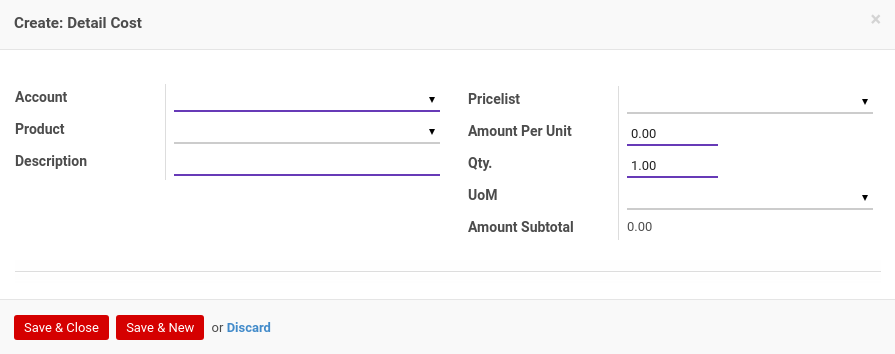 Create: Detail Cost
×
Account
Product
Description
Pricelist
Amount Per Unit 0.00
Qty. 1.00
UoM
Amount Subtotal 0.00
Save & Close Save & New or Discard